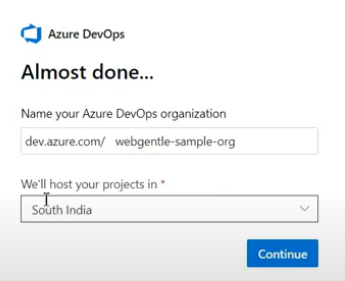 Azure DevOps
Almost done...
Name your Azure DevOps organization
dev.azure.com/ webgentle-sample-org
We'll host your projects in *
South India
Continue